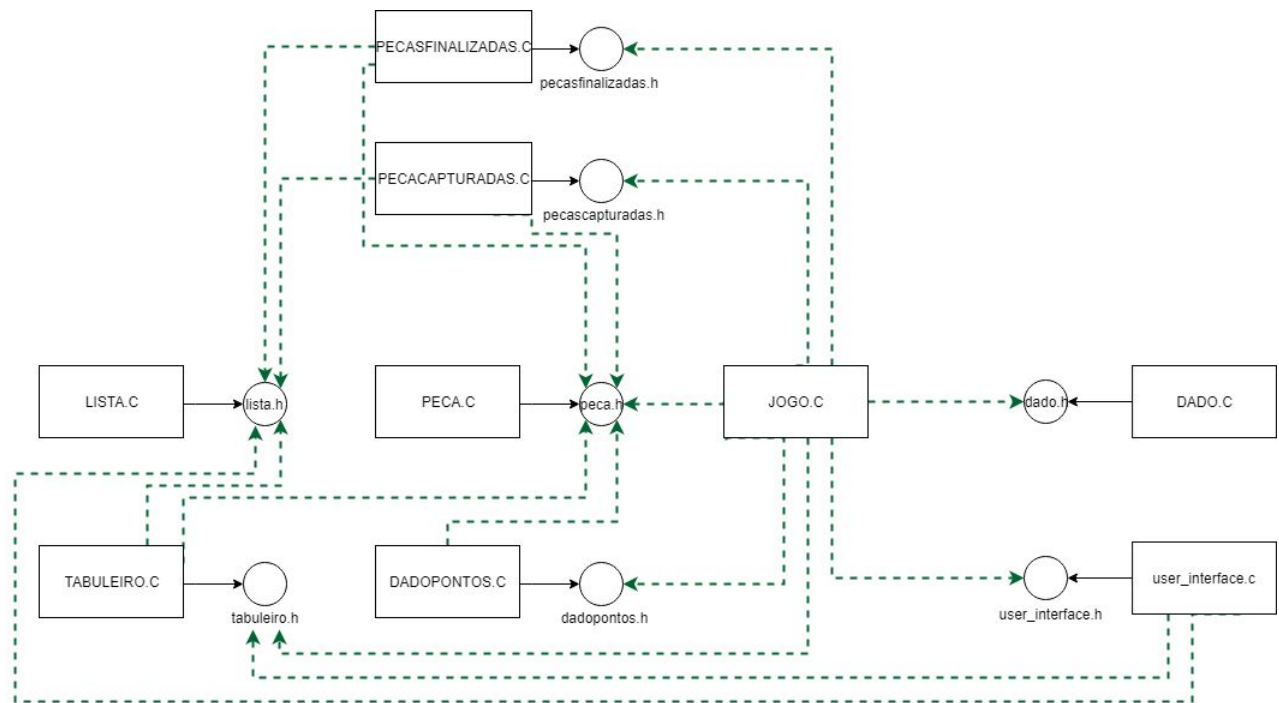 PECASFINALIZADAS.C
pecasfinalizadas.h
PECACAPTURADAS.C
pecascapturadas.h
LISTA.C
lista.h
PECA.C
peca.h
JOGO.C
dado.h
DADO.C
TABULEIRO.C
tabuleiro.h
DADOPONTOS.C
dadopontos.h
user_interface.h
user_interface.c